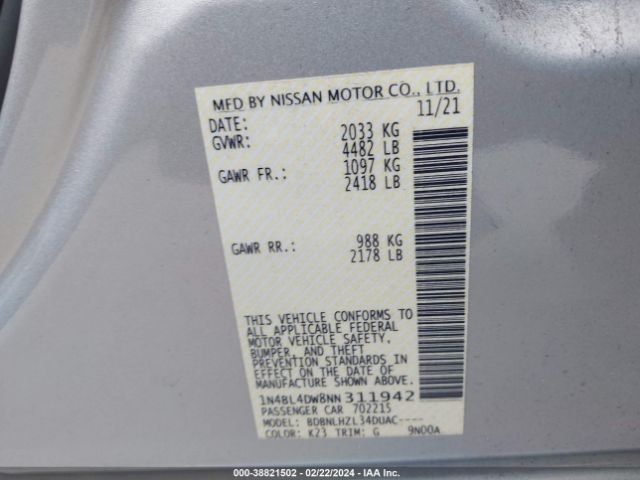 MFD BY NISSAN MOTOR CO., LTD.
DATE: 11/21
GVWR: 2033 KG
4482 LB
GAWR FR.: 1097 KG
2418 LB
GAWR RR.: 988 KG
2178 LB
THIS VEHICLE CONFORMS TO
ALL APPLICABLE FEDERAL
MOTOR VEHICLE SAFETY,
BUMPER, AND THEFT
PREVENTION STANDARDS IN
EFFECT ON THE DATE OF
MANUFACTURE SHOWN ABOVE.
1N4BL4DW8NN311942
PASSENGER CAR 702215
MODEL: BDBNLHZL34DUAC----
COLOR: K23 TRIM: G 9N00A
000-38821502 - 02/22/2024 - IAA Inc.